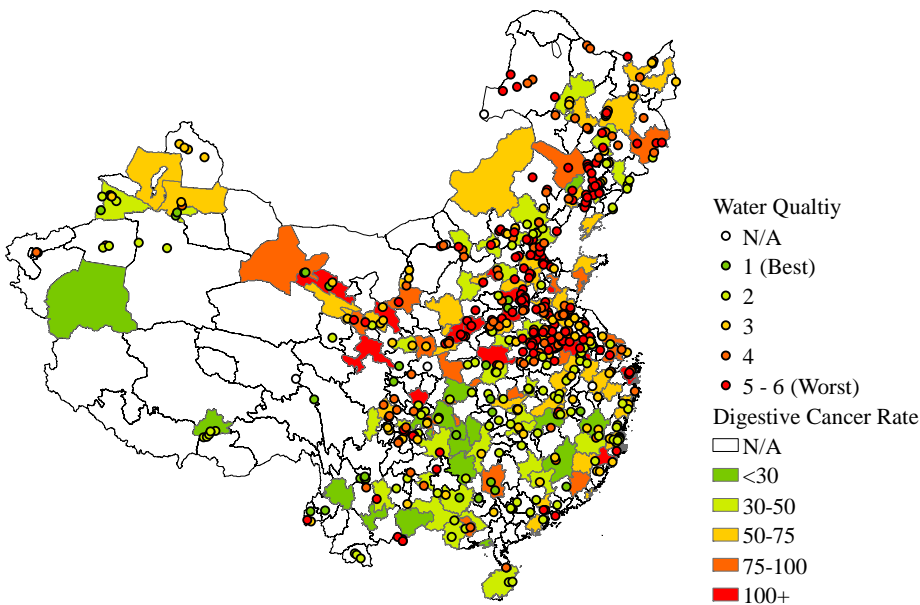 Water Qualtiy
N/A
1 (Best)
2
3
4
5 - 6 (Worst)
Digestive Cancer Rate
N/A
<30
30-50
50-75
75-100
100+